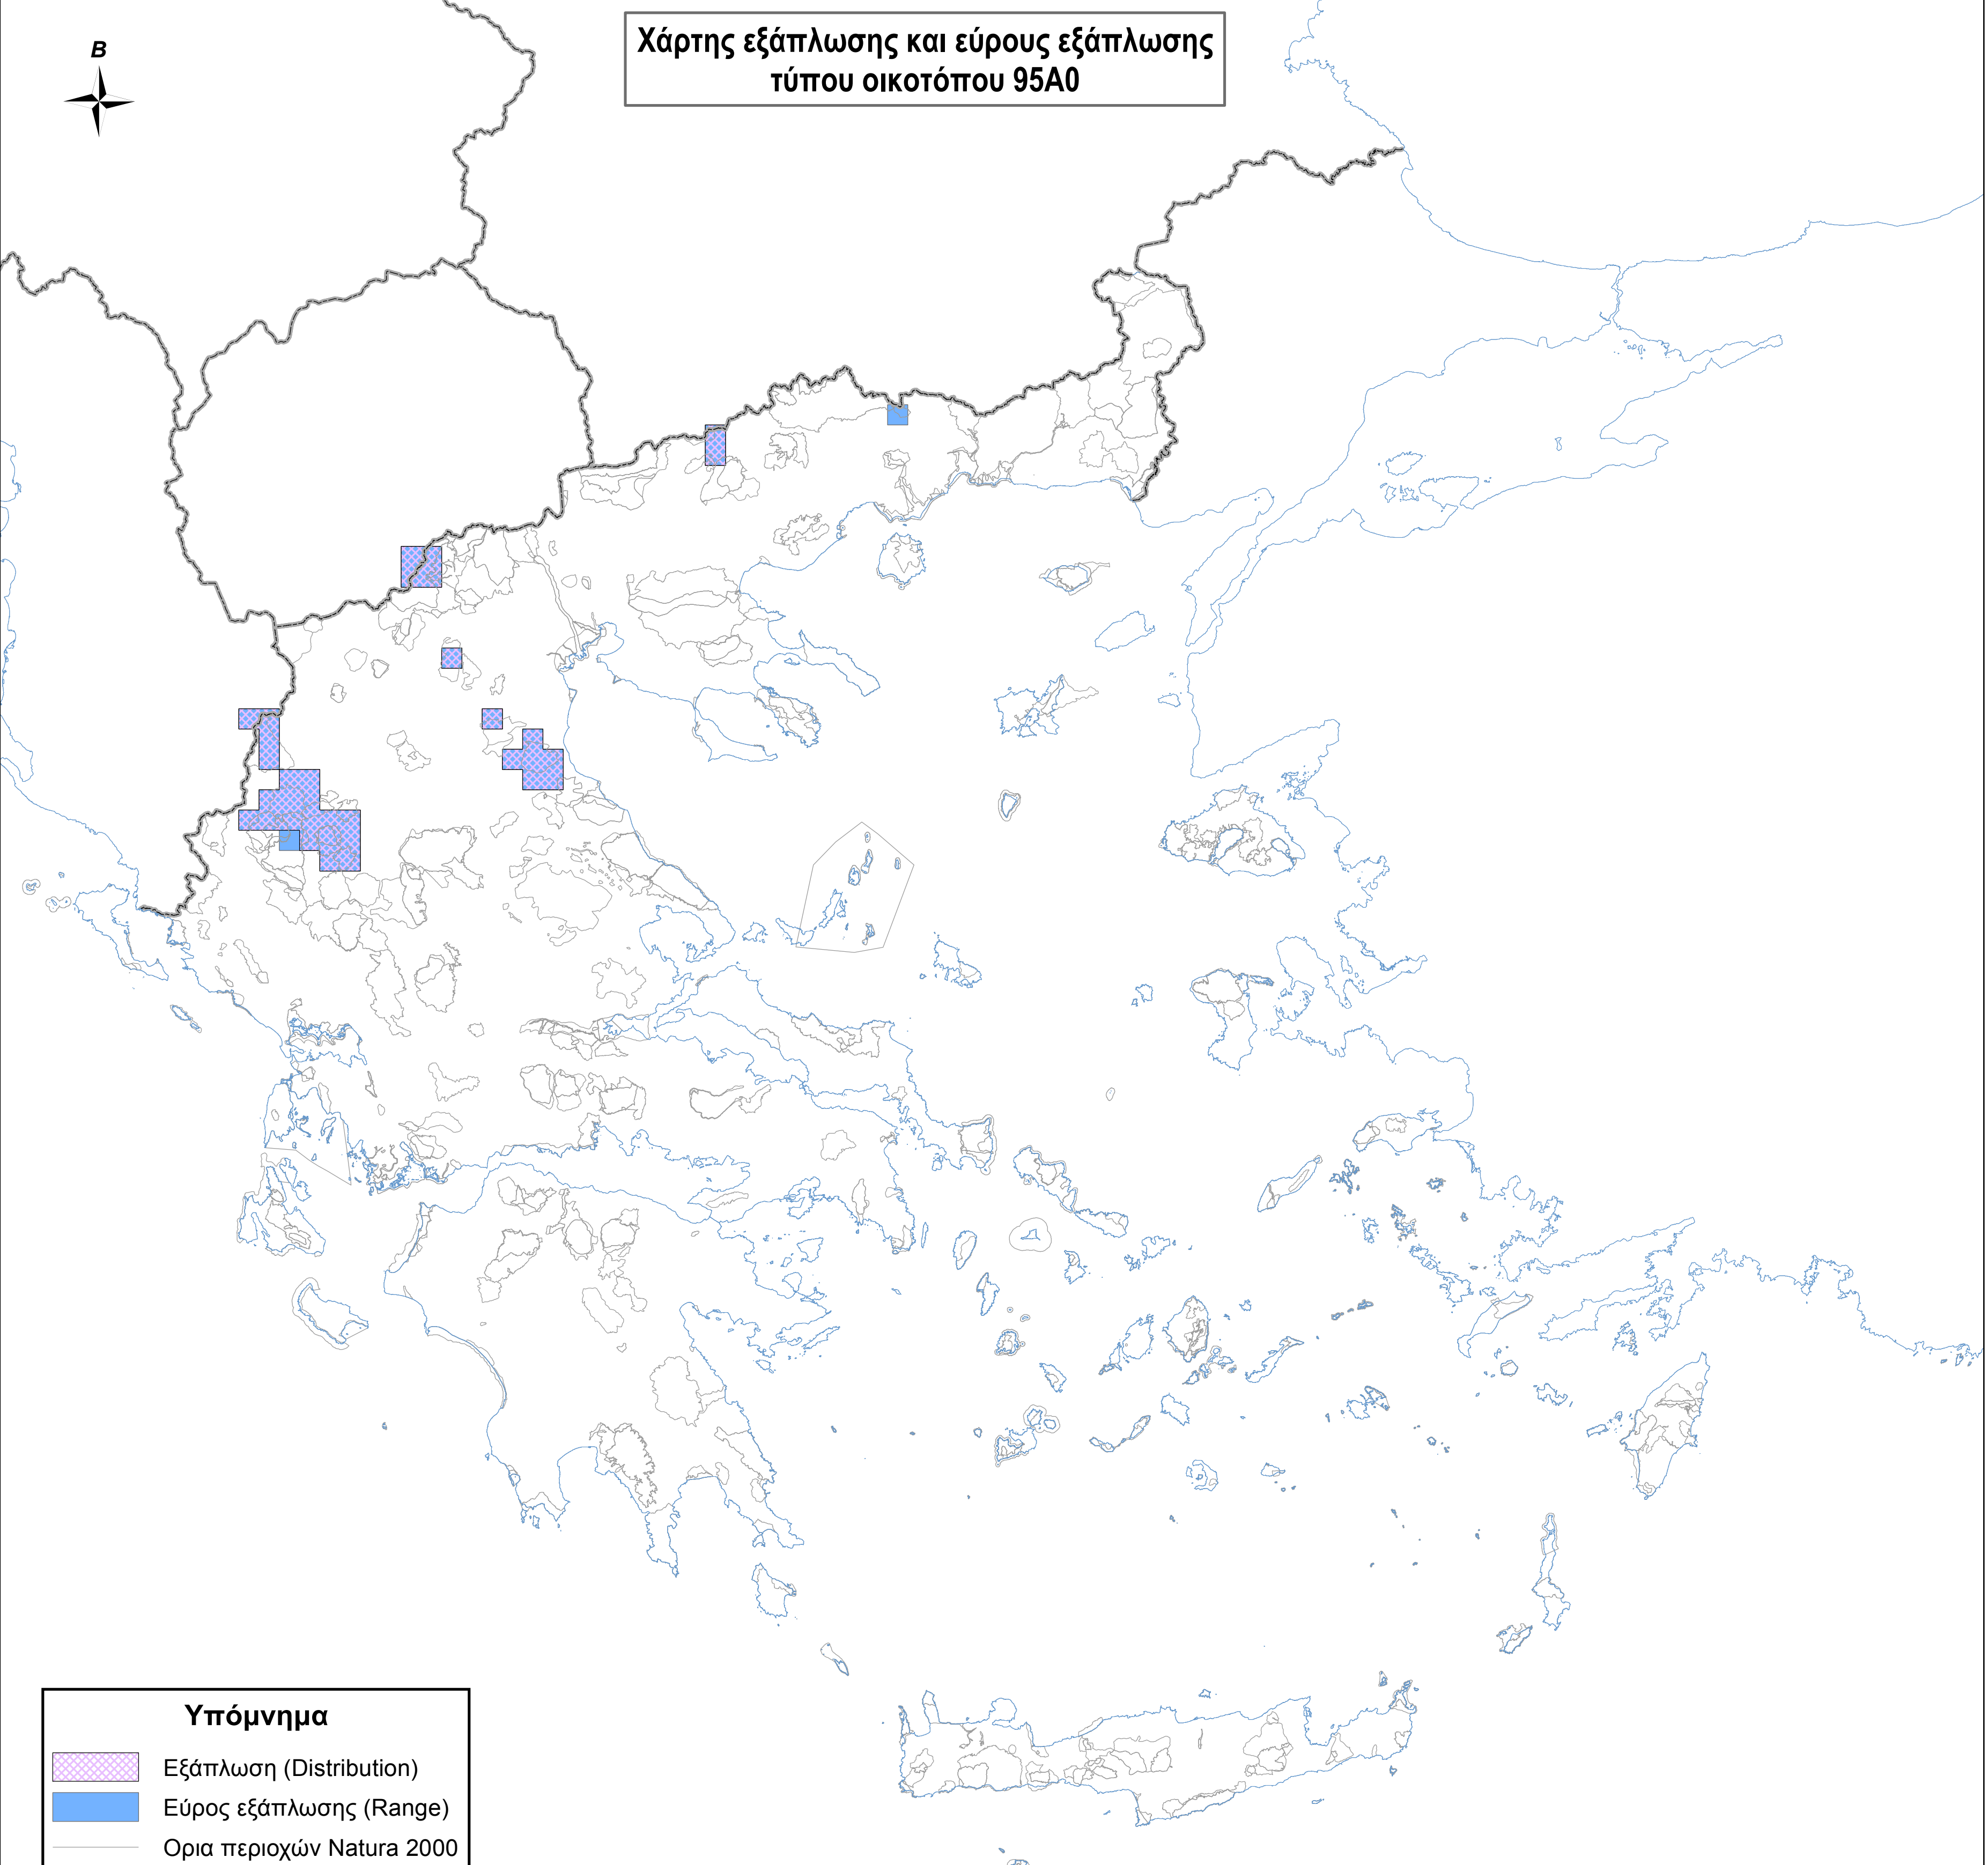 Β
Χάρτης εξάπλωσης και εύρους εξάπλωσης
τύπου οικοτόπου 95A0
Υπόμνημα
Εξάπλωση (Distribution)
Εύρος εξάπλωσης (Range)
Ορια περιοχών Natura 2000